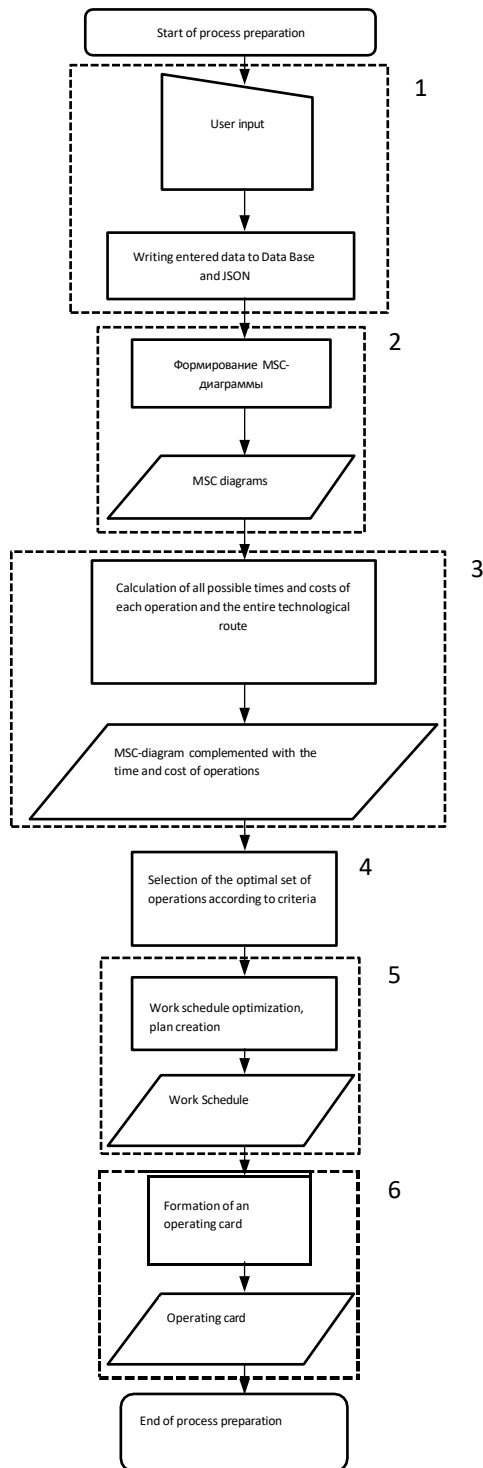 Start of process preparation
1
User input
Writing entered data to Data Base
and JSON
2
Формирование MSC-
диаграммы
MSC diagrams
3
Calculation of all possible times and costs of
each operation and the entire technological
route
MSC-diagram complemented with the
time and cost of operations
4
Selection of the optimal set of
operations according to criteria
5
Work schedule optimization,
plan creation
Work Schedule
6
Formation of an
operating card
Operating card
End of process preparation